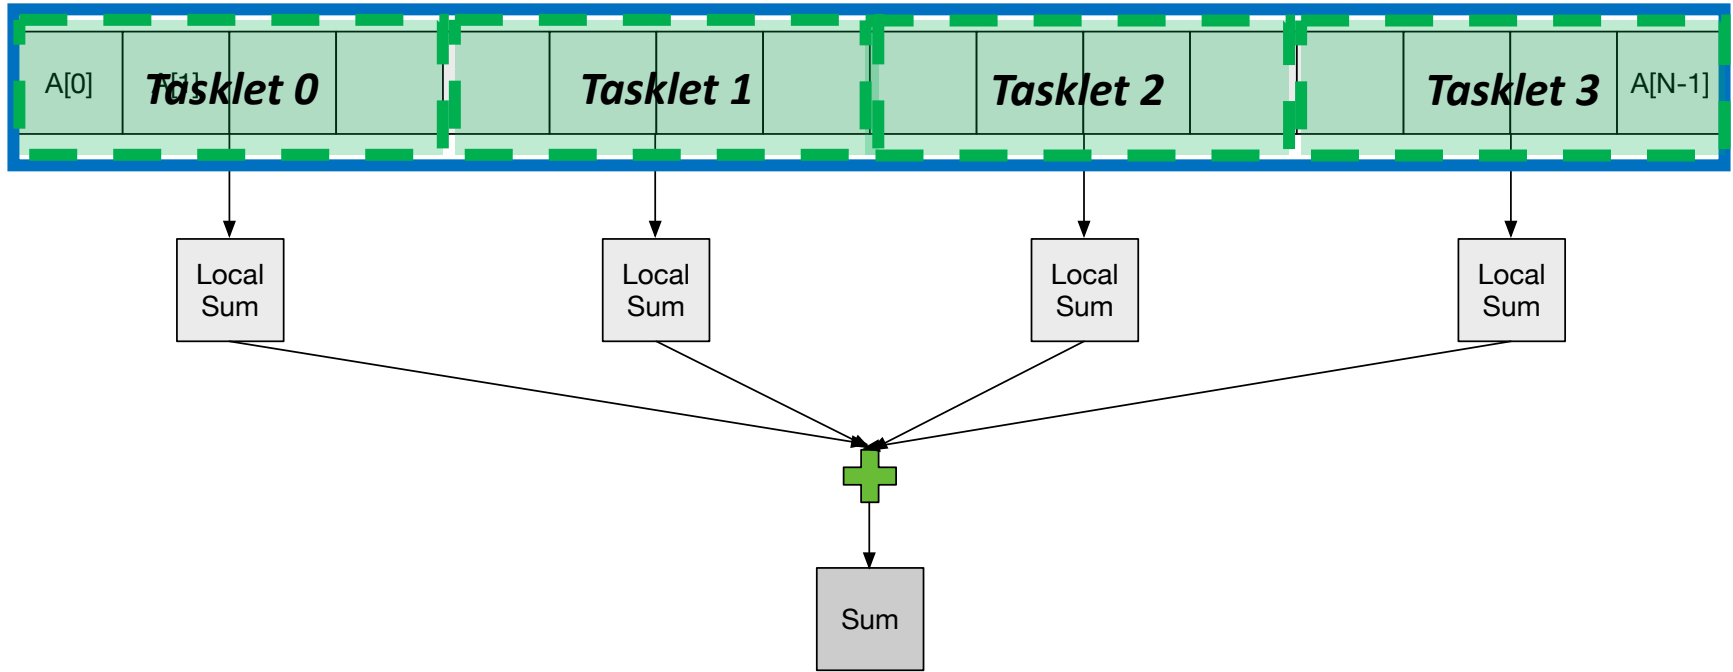 A[0]
A[1]
Tasklet 0
Tasklet 1
Tasklet 2
Tasklet 3
A[N-1]
Local
Sum
Local
Sum
Local
Sum
Local
Sum
Sum